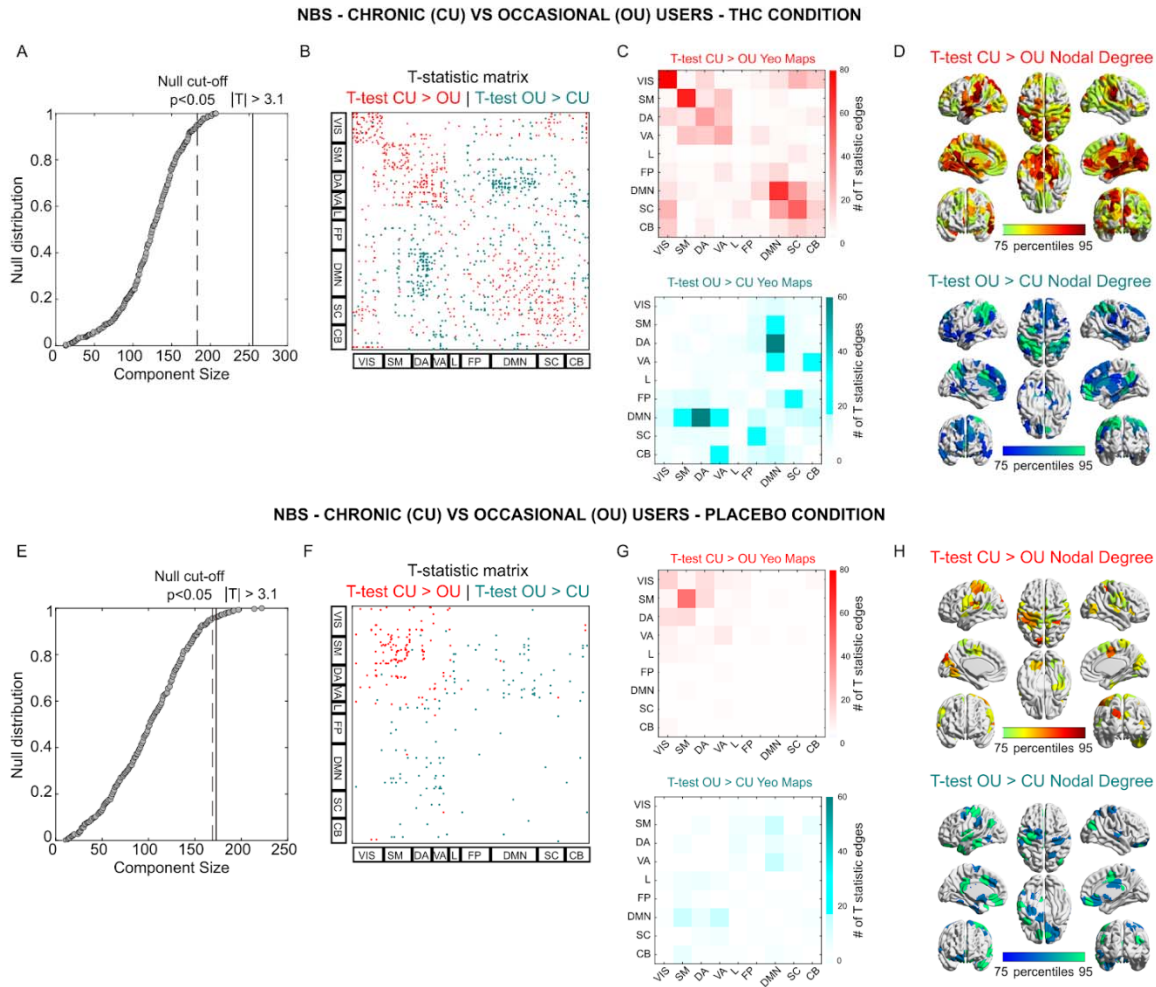 NBS - CHRONIC (CU) VS OCCASIONAL (OU) USERS - THC CONDITION
A
Null cut-off
p<0.05 |T| > 3.1
Null distribution
1
0.8
0.6
0.4
0.2
0
0 50 100 150 200 250 300
Component Size
B
T-statistic matrix
T-test CU > OU | T-test OU > CU
VIS
SM
DA
VA
L
FP
DMN
SC
CB
VIS SM DA VA L FP DMN SC CB
C
T-test CU > OU Yeo Maps
VIS
SM
DA
VA
L
FP
DMN
SC
CB
VIS SM DA VA L FP DMN SC CB
80
60
40
20
0
# of T statistic edges
T-test OU > CU Yeo Maps
VIS
SM
DA
VA
L
FP
DMN
SC
CB
VIS SM DA VA L FP DMN SC CB
60
40
20
0
# of T statistic edges
D
T-test CU > OU Nodal Degree
75 percentiles 95
T-test OU > CU Nodal Degree
75 percentiles 95
NBS - CHRONIC (CU) VS OCCASIONAL (OU) USERS - PLACEBO CONDITION
E
Null cut-off
p<0.05 |T| > 3.1
Null distribution
1
0.8
0.6
0.4
0.2
0
0 50 100 150 200 250
Component Size
F
T-statistic matrix
T-test CU > OU | T-test OU > CU
VIS
SM
DA
VA
L
FP
DMN
SC
CB
VIS SM DA VA L FP DMN SC CB
G
T-test CU > OU Yeo Maps
VIS
SM
DA
VA
L
FP
DMN
SC
CB
VIS SM DA VA L FP DMN SC CB
80
60
40
20
0
# of T statistic edges
T-test OU > CU Yeo Maps
VIS
SM
DA
VA
L
FP
DMN
SC
CB
VIS SM DA VA L FP DMN SC CB
60
40
20
0
# of T statistic edges
H
T-test CU > OU Nodal Degree
75 percentiles 95
T-test OU > CU Nodal Degree
75 percentiles 95